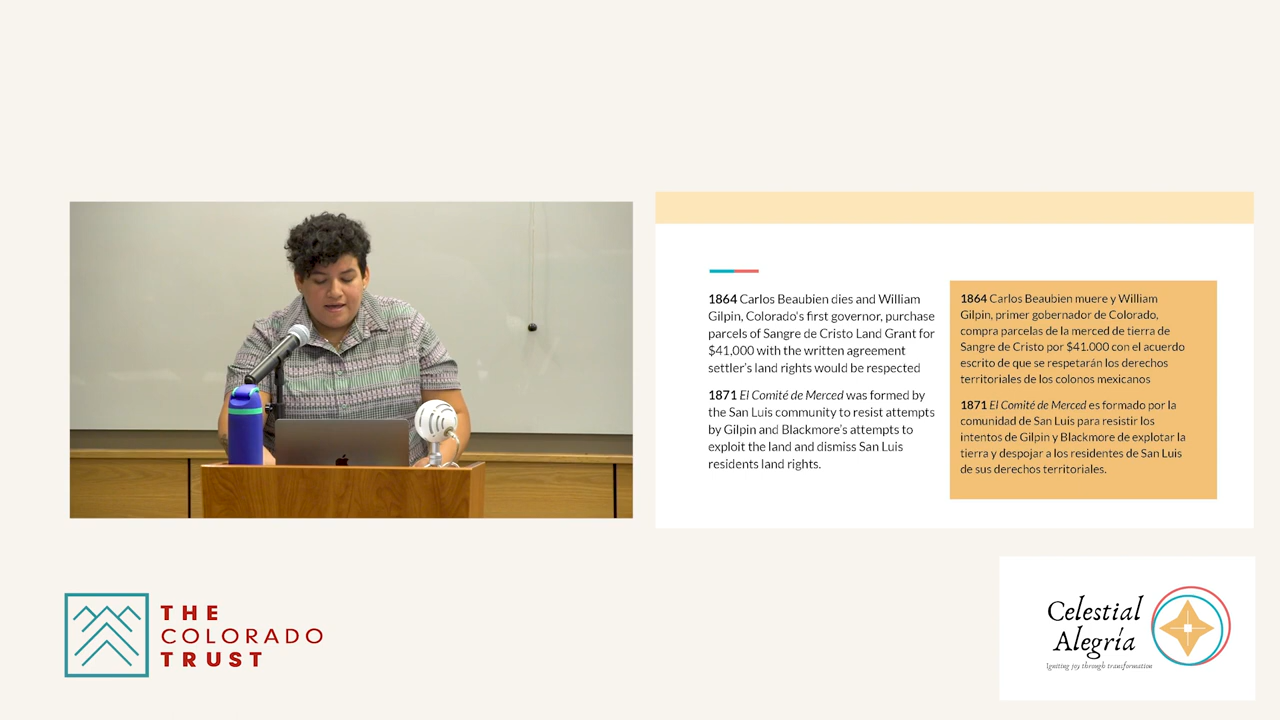 1864 Carlos Beaubien dies and William
Gilpin, Colorado's first governor, purchase
parcels of Sangre de Cristo Land Grant for
$41,000 with the written agreement
settler's land rights would be respected
1871 El Comité de Merced was formed by
the San Luis community to resist attempts
by Gilpin and Blackmore's attempts to
exploit the land and dismiss San Luis
residents land rights.
1864 Carlos Beaubien muere y William
Gilpin, primer gobernador de Colorado,
compra parcelas de la merced de tierra de
Sangre de Cristo por $41.000 con el acuerdo
escrito de que se respetarán los derechos
territoriales de los colonos mexicanos
1871 El Comité de Merced es formado por la
comunidad de San Luis para resistir los
intentos de Gilpin y Blackmore de explotar la
tierra y despojar a los residentes de San Luis
de sus derechos territoriales.
THE
COLORADO
TRUST
Celestial
Alegría
Igniting joy through transformation